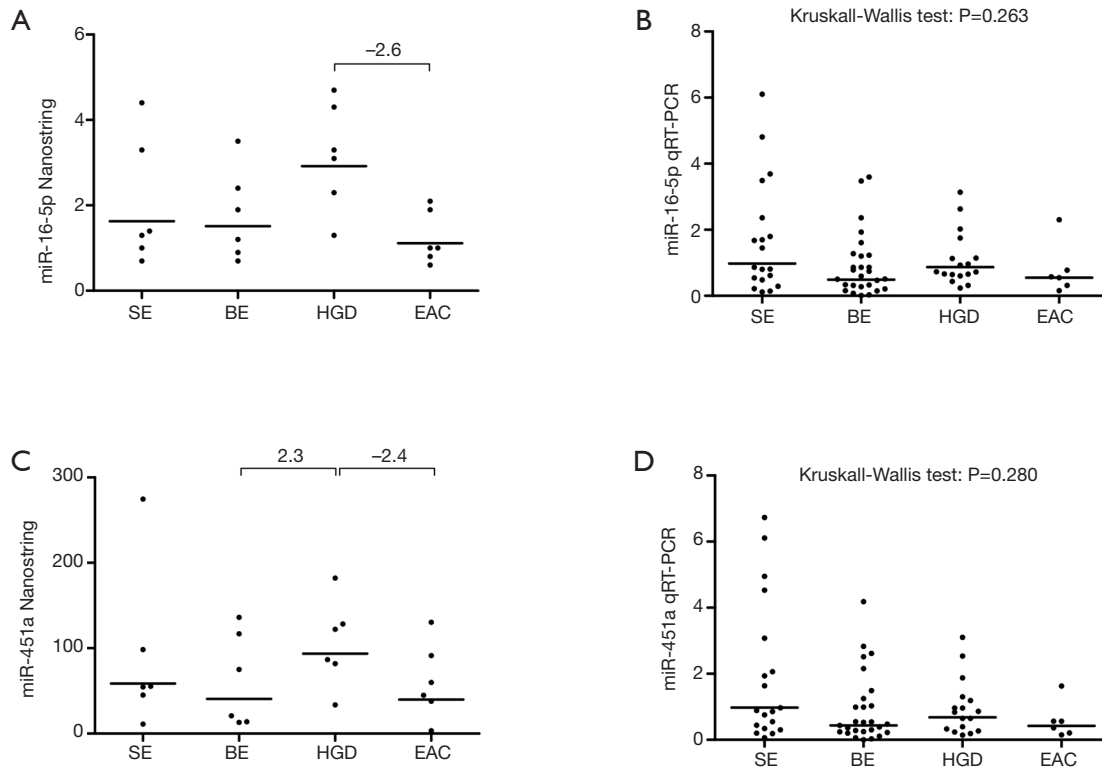 A
miR-16-5p Nanostring
6
4
2
0
–2.6
SE BE HGD EAC
B
Kruskall-Wallis test: P=0.263
miR-16-5p qRT-PCR
8
6
4
2
0
SE BE HGD EAC
C
miR-451a Nanostring
300
200
100
0
2.3 –2.4
SE BE HGD EAC
D
Kruskall-Wallis test: P=0.280
miR-451a qRT-PCR
8
6
4
2
0
SE BE HGD EAC